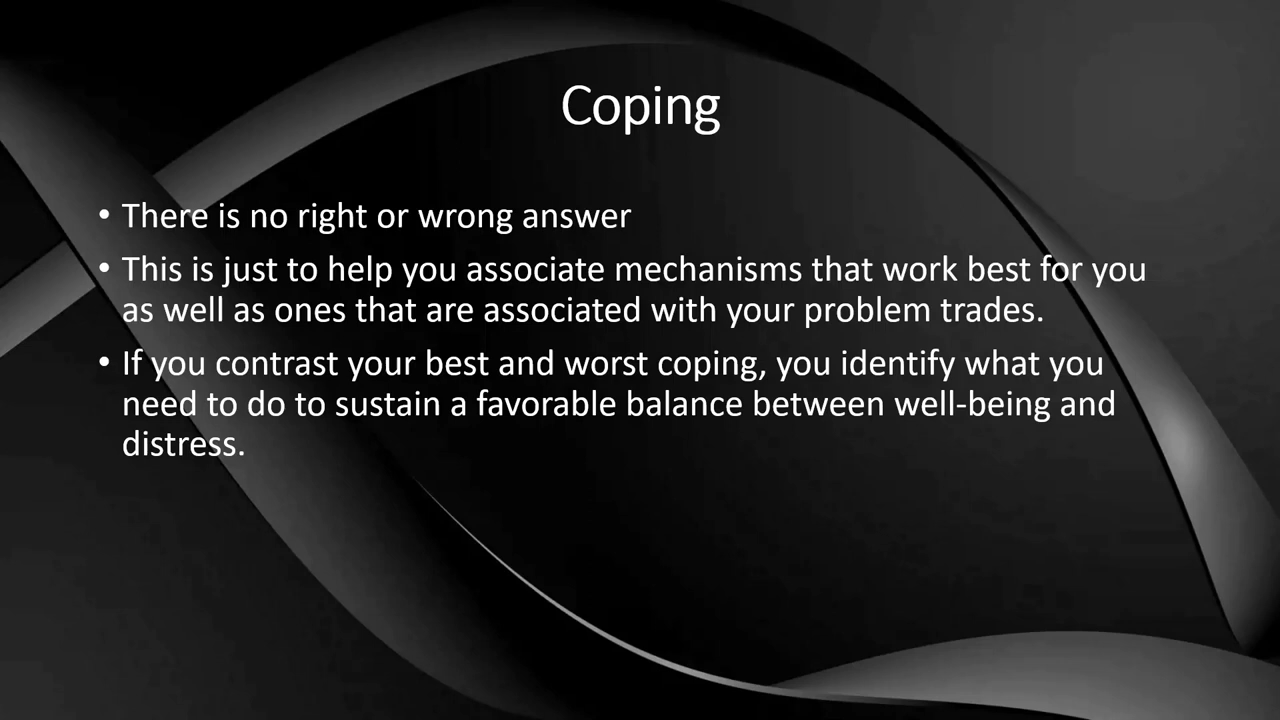 Coping
• There is no right or wrong answer
• This is just to help you associate mechanisms that work best for you
as well as ones that are associated with your problem trades.
• If you contrast your best and worst coping, you identify what you
need to do to sustain a favorable balance between well-being and
distress.